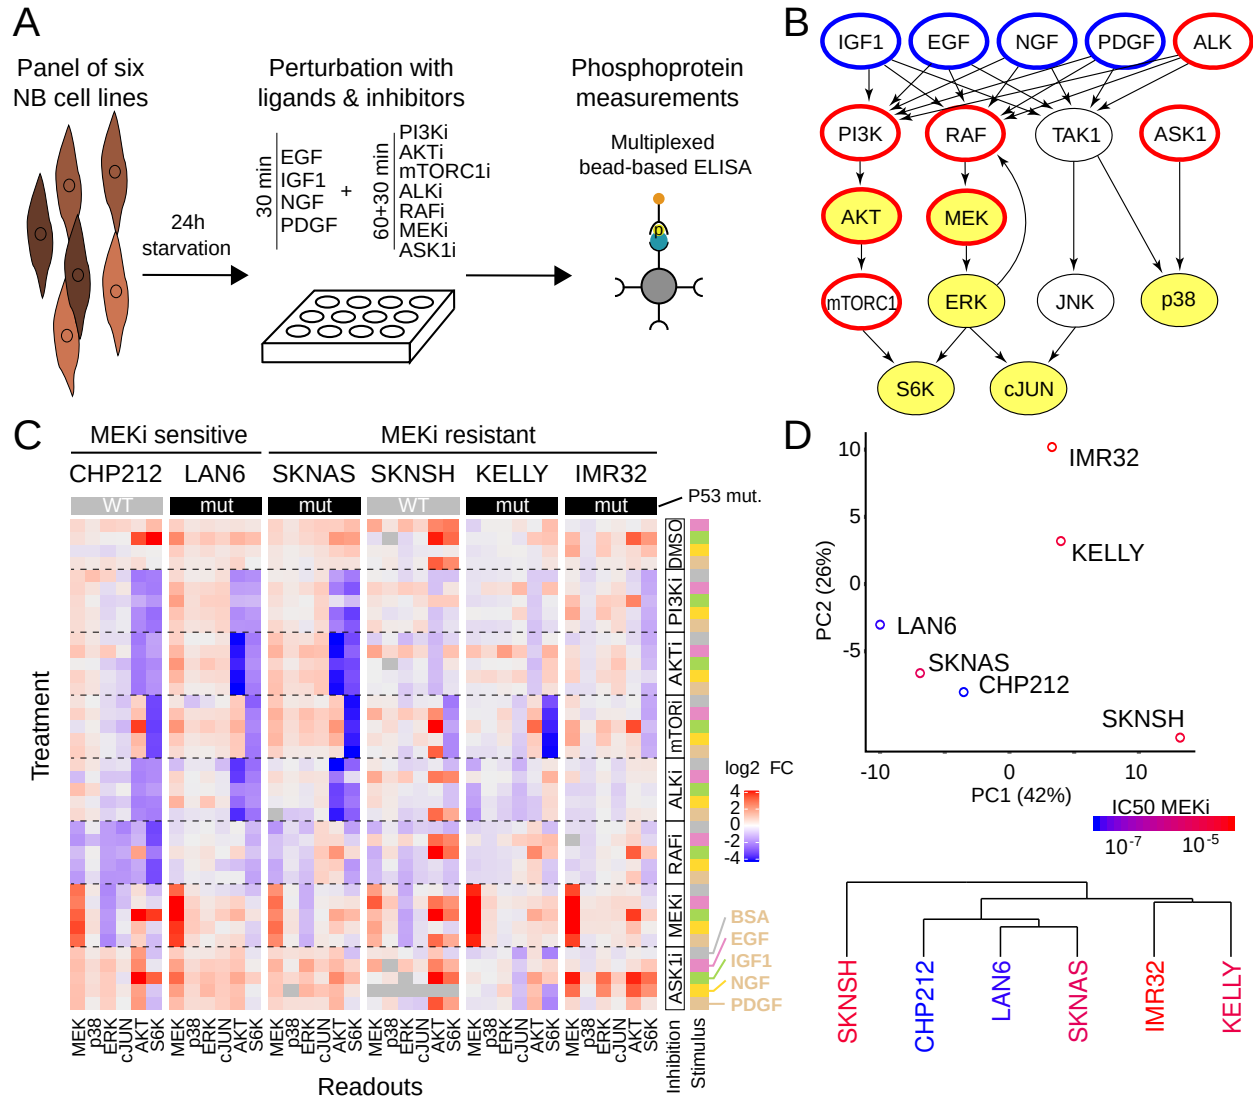 A
Panel of six
NB cell lines
24h
starvation
Perturbation with
ligands & inhibitors
30 min
EGF
IGF1
NGF
PDGF
+
60+30 min
PI3Ki
AKTi
mTORC1i
ALKi
RAFi
MEKi
ASK1i
Phosphoprotein
measurements
Multiplexed
bead-based ELISA
p
B
IGF1 EGF NGF PDGF ALK
PI3K RAF TAK1 ASK1
AKT MEK
mTORC1 ERK JNK p38
S6K cJUN
C
MEKi sensitive MEKi resistant
CHP212 LAN6 SKNAS SKNSH KELLY IMR32
WT mut mut WT mut mut
P53 mut.
Treatment
DMSO
PI3Ki
AKTi
mTORi
ALKi
RAFi
MEKi
ASK1i
log2 FC
4
2
0
-2
-4
BSA
EGF
IGF1
NGF
PDGF
MEK p38 ERK cJUN AKT S6K MEK p38 ERK cJUN AKT S6K MEK p38 ERK cJUN AKT S6K MEK p38 ERK cJUN AKT S6K MEK p38 ERK cJUN AKT S6K MEK p38 ERK cJUN AKT S6K
Inhibition
Stimulus
Readouts
D
PC2 (26%)
10
5
0
-5
IMR32
KELLY
LAN6
SKNAS
CHP212
SKNSH
-10 0 10
PC1 (42%)
IC50 MEKi
10-7 10-5
SKNSH CHP212 LAN6 SKNAS IMR32 KELLY